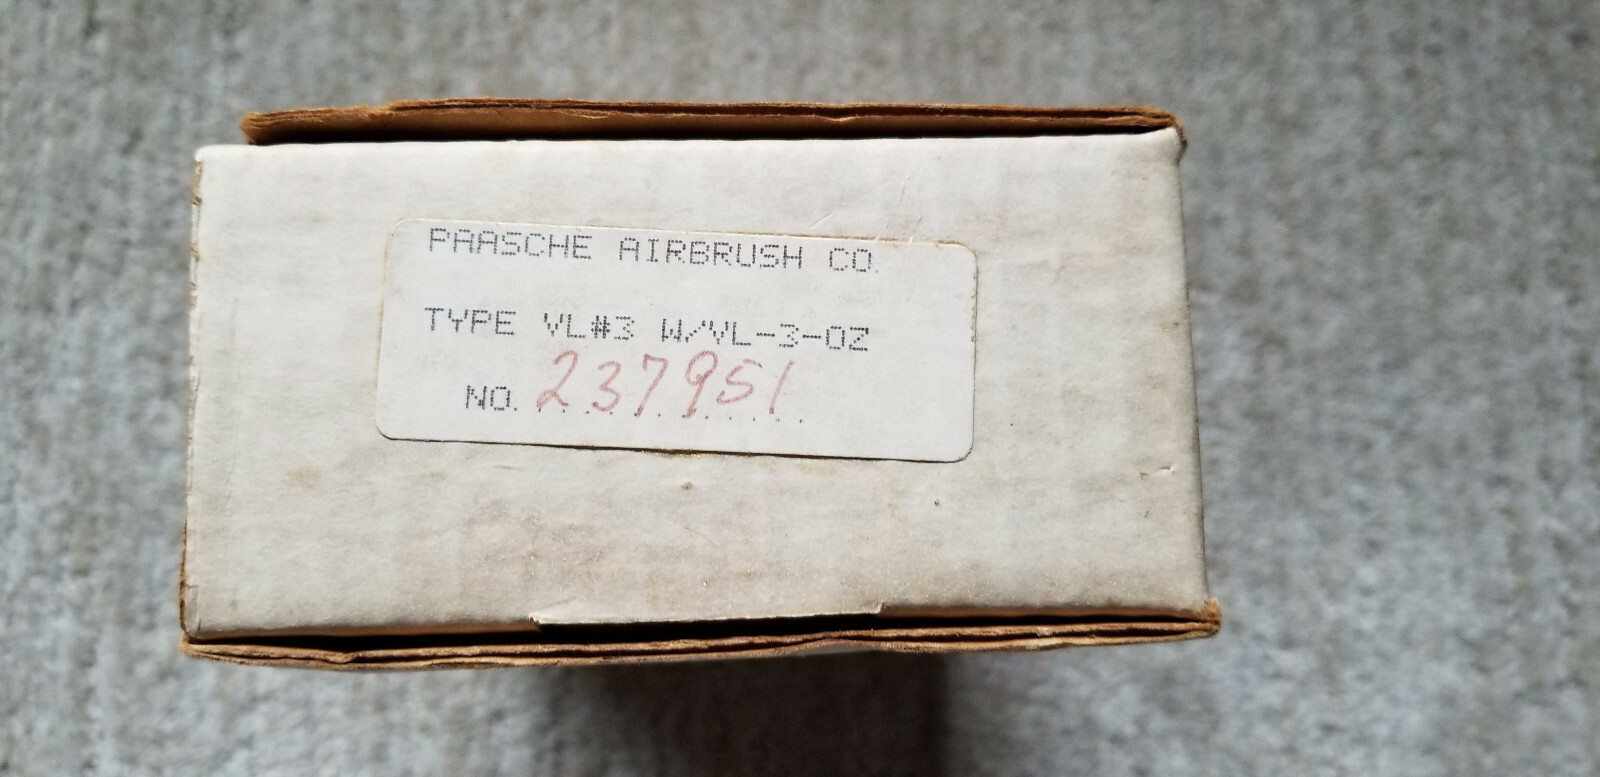 PAASCHE AIRBRUSH CO.
TYPE VL#3 W/VL-3-OZ
NO. 237951